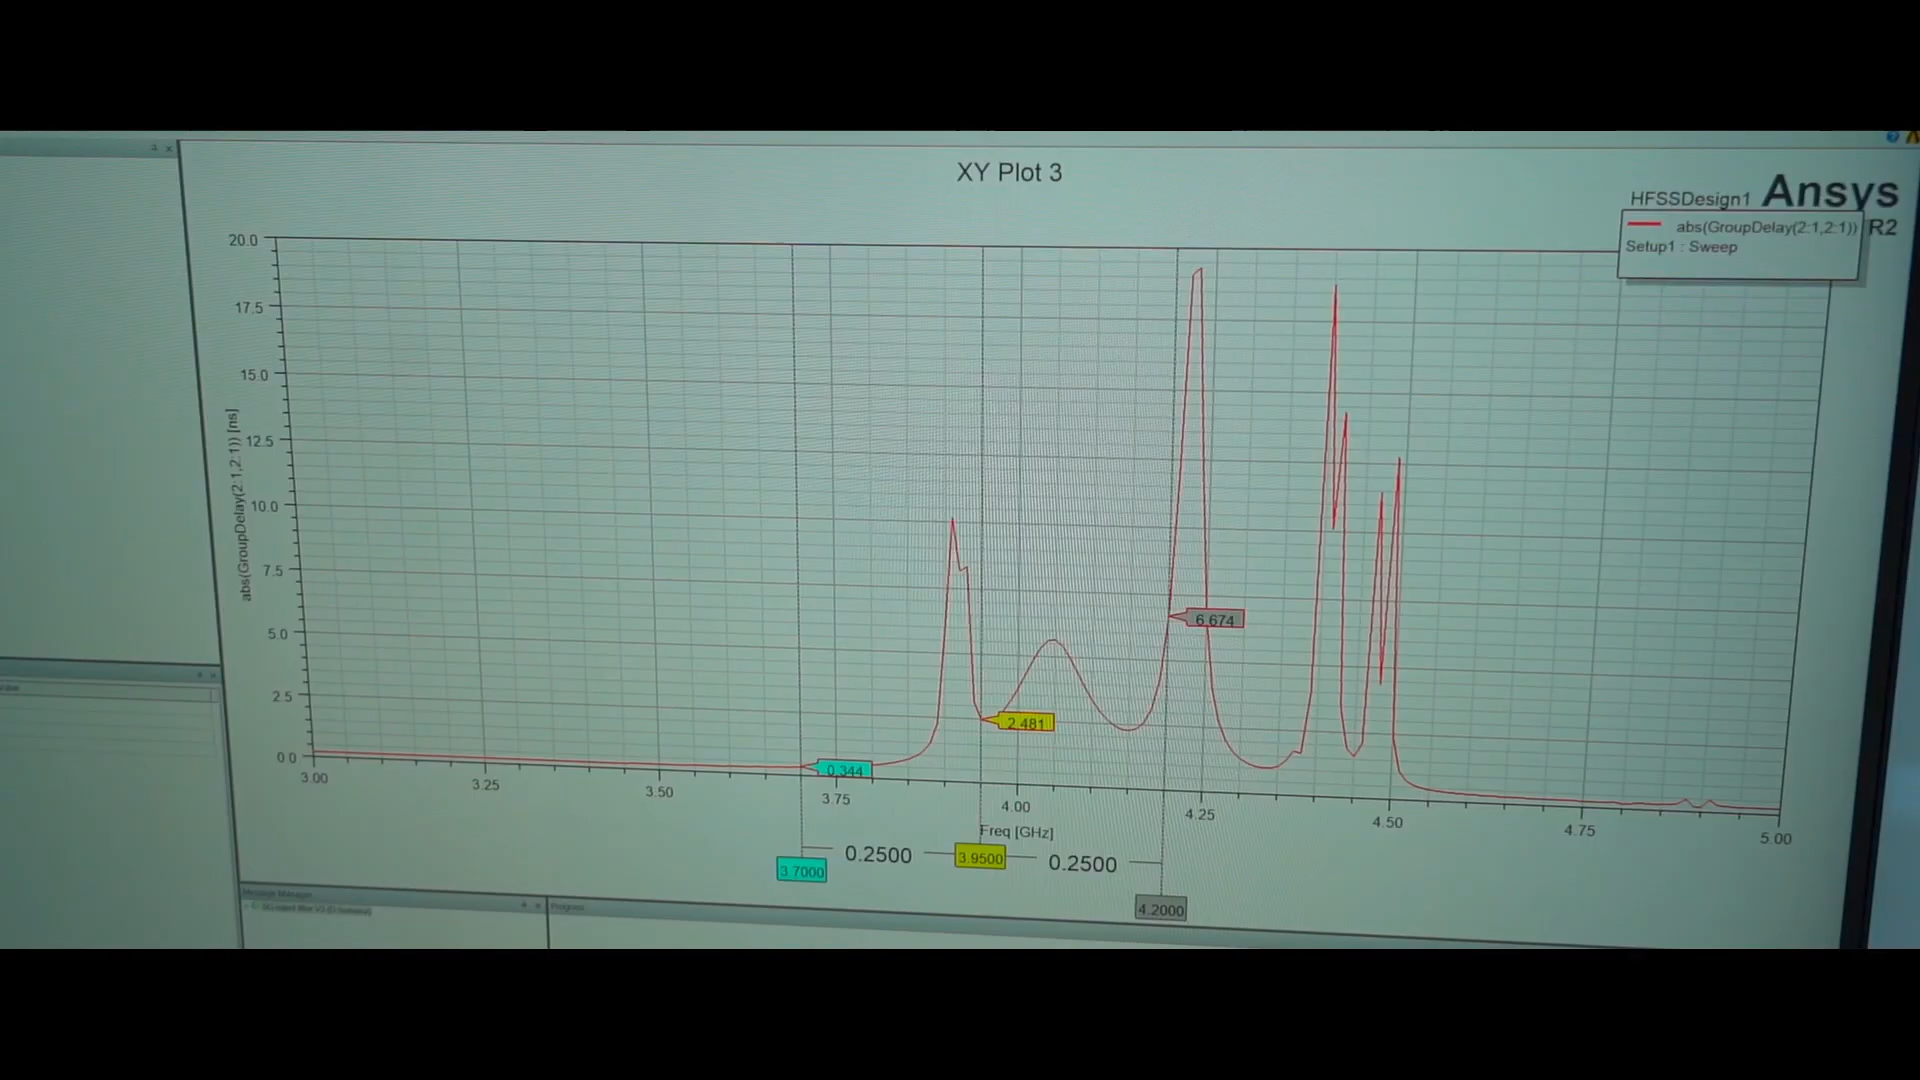 XY Plot 3
HFSSDesign1 Ansys
R2
abs(GroupDelay(2:1,2:1))
Setup1 : Sweep
abs(GroupDelay(2:1,2:1)) [ns]
20.0
17.5
15.0
12.5
10.0
7.5
5.0
2.5
0.0
6.674
2.481
0.344
3.00
3.25
3.50
3.75
4.00
4.25
4.50
4.75
5.00
Freq [GHz]
0.2500
0.2500
3.7000
3.9500
4.2000
Message Manager
Progress